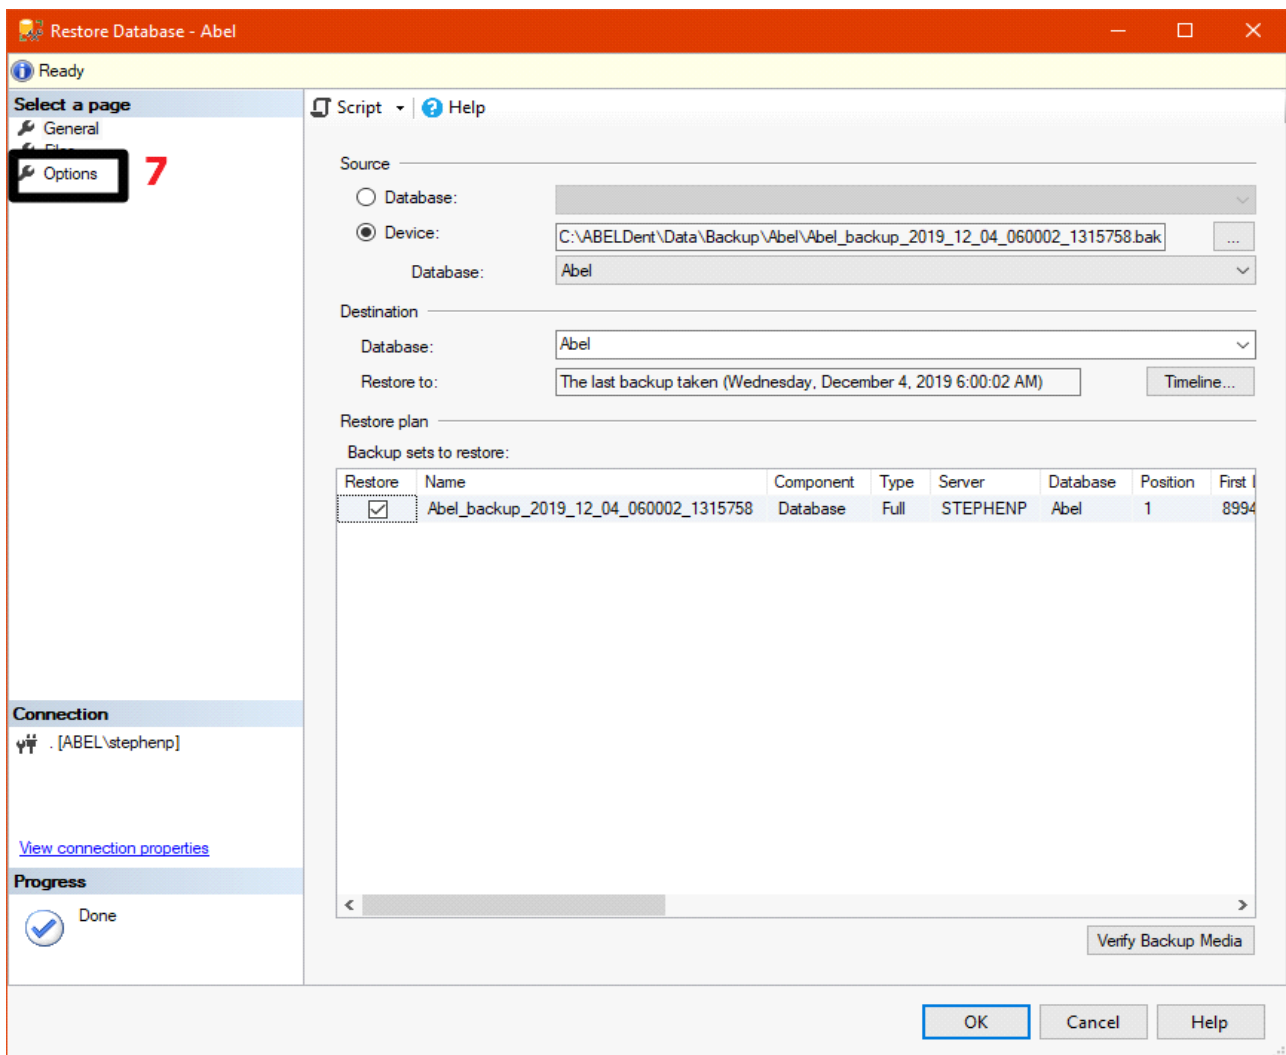 Restore Database - Abel
Ready
Select a page
General
Files
Options
7
Script
Help
Source
Database:
Device:
C:\ABELDent\Data\Backup\Abel\Abel_backup_2019_12_04_060002_1315758.bak
...
Database:
Abel
Destination
Database:
Abel
Restore to:
The last backup taken (Wednesday, December 4, 2019 6:00:02 AM)
Timeline...
Restore plan
Backup sets to restore:
Restore Name Component Type Server Database Position First
Abel_backup_2019_12_04_060002_1315758 Database Full STEPHENP Abel 1 8994
Connection
. [ABEL\stephenp]
View connection properties
Progress
Done
Verify Backup Media
OK Cancel Help